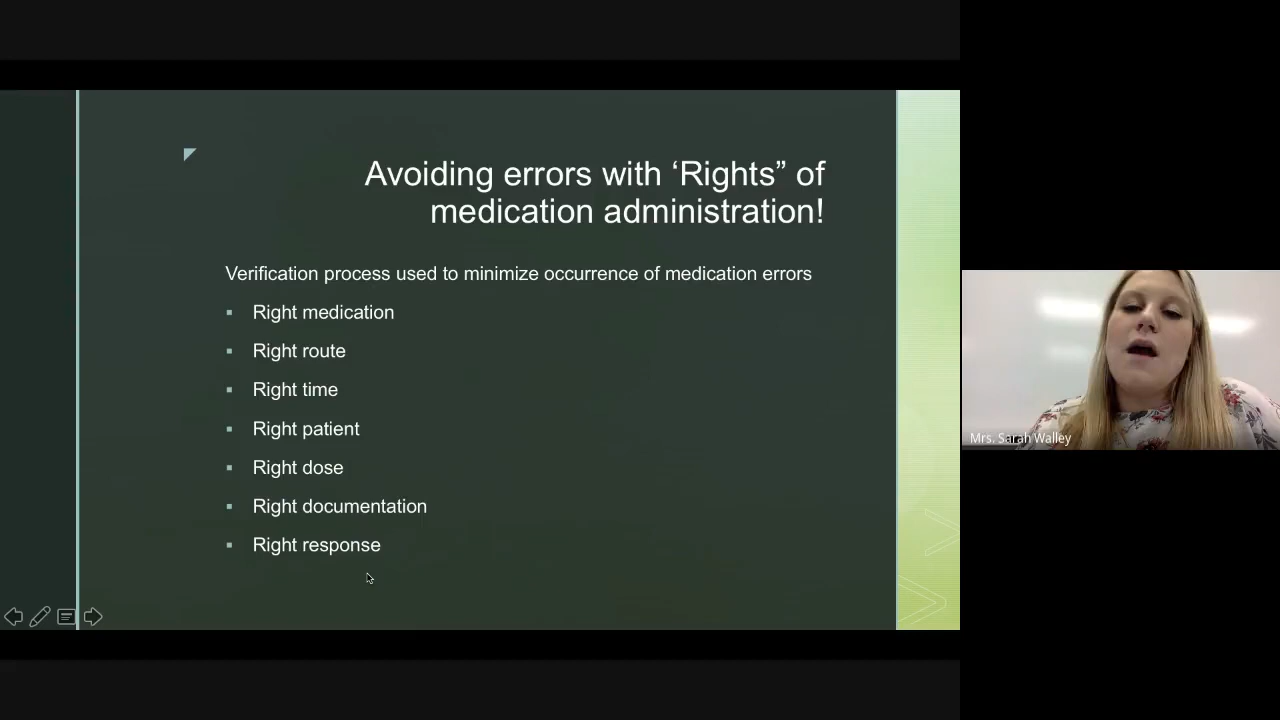 Avoiding errors with ‘Rights” of
medication administration!
Verification process used to minimize occurrence of medication errors
▪ Right medication
▪ Right route
▪ Right time
▪ Right patient
▪ Right dose
▪ Right documentation
▪ Right response
Mrs. Sarah Walley